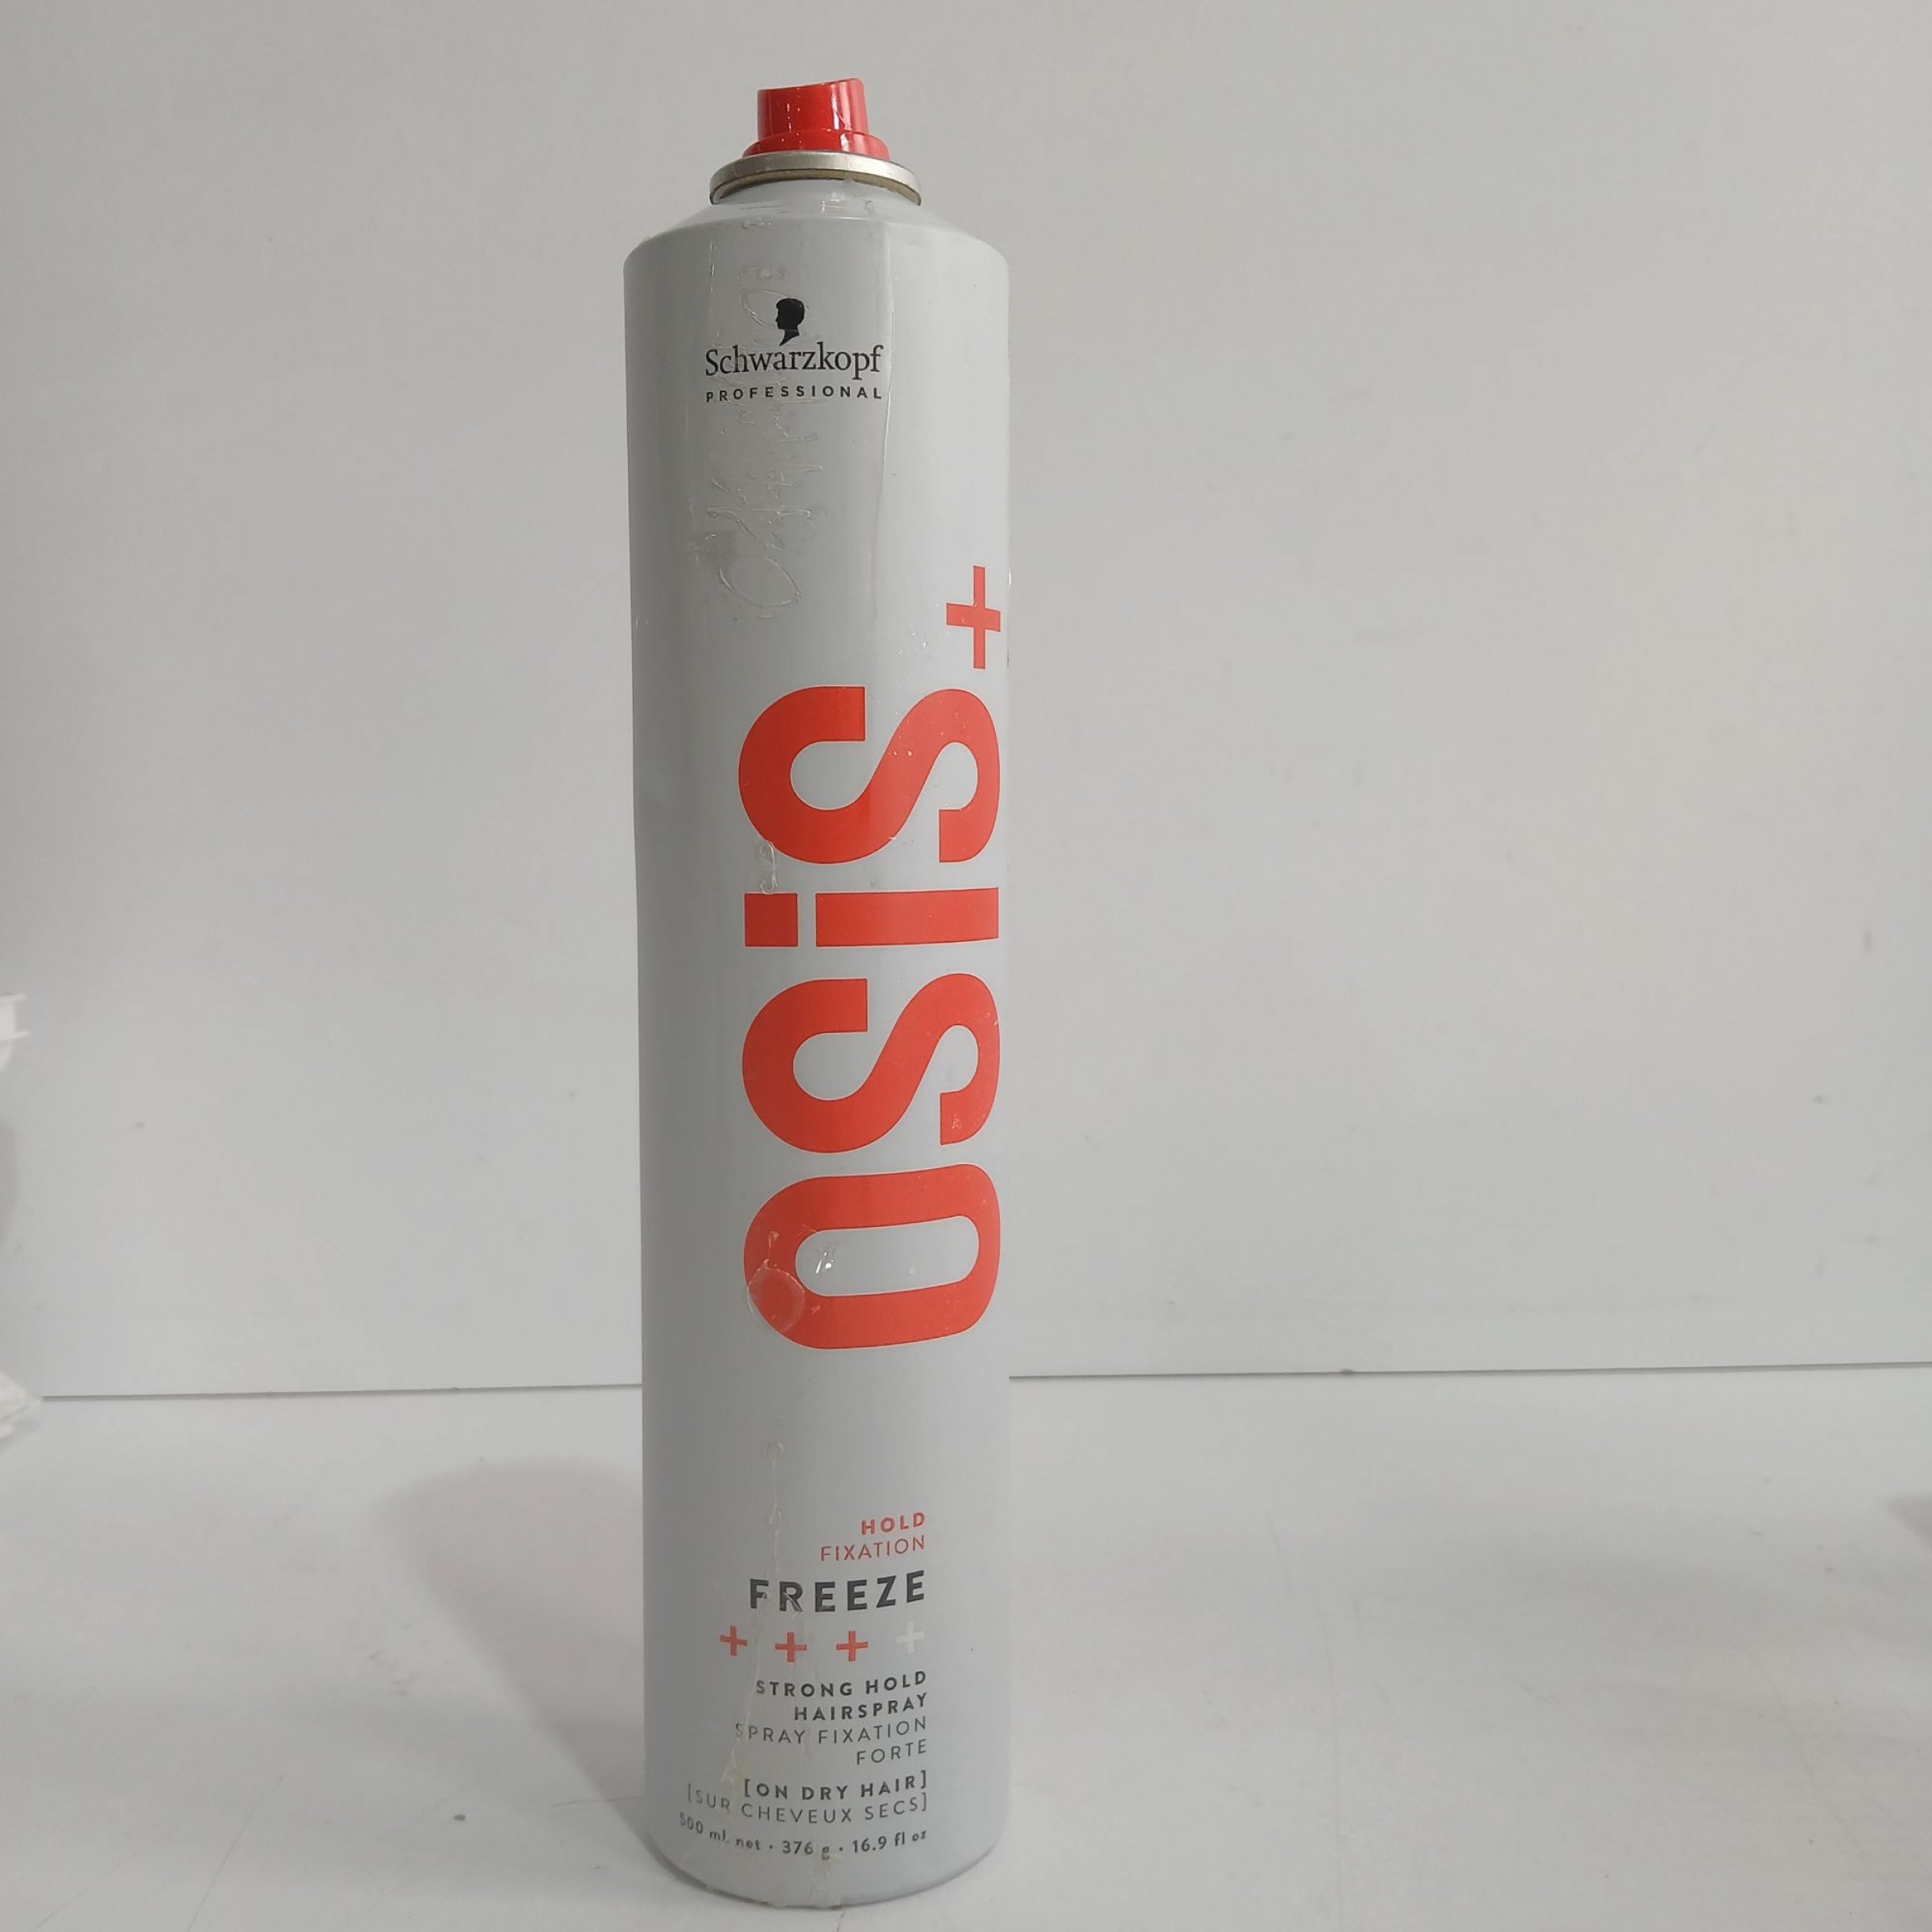 Schwarzkopf
PROFESSIONAL
OSiS+
HOLD
FIXATION
FREEZE
+ + + +
STRONG HOLD
HAIRSPRAY
SPRAY FIXATION
FORTE
[ON DRY HAIR]
[SUR CHEVEUX SECS]
500 ml. net · 376 g · 16.9 fl oz